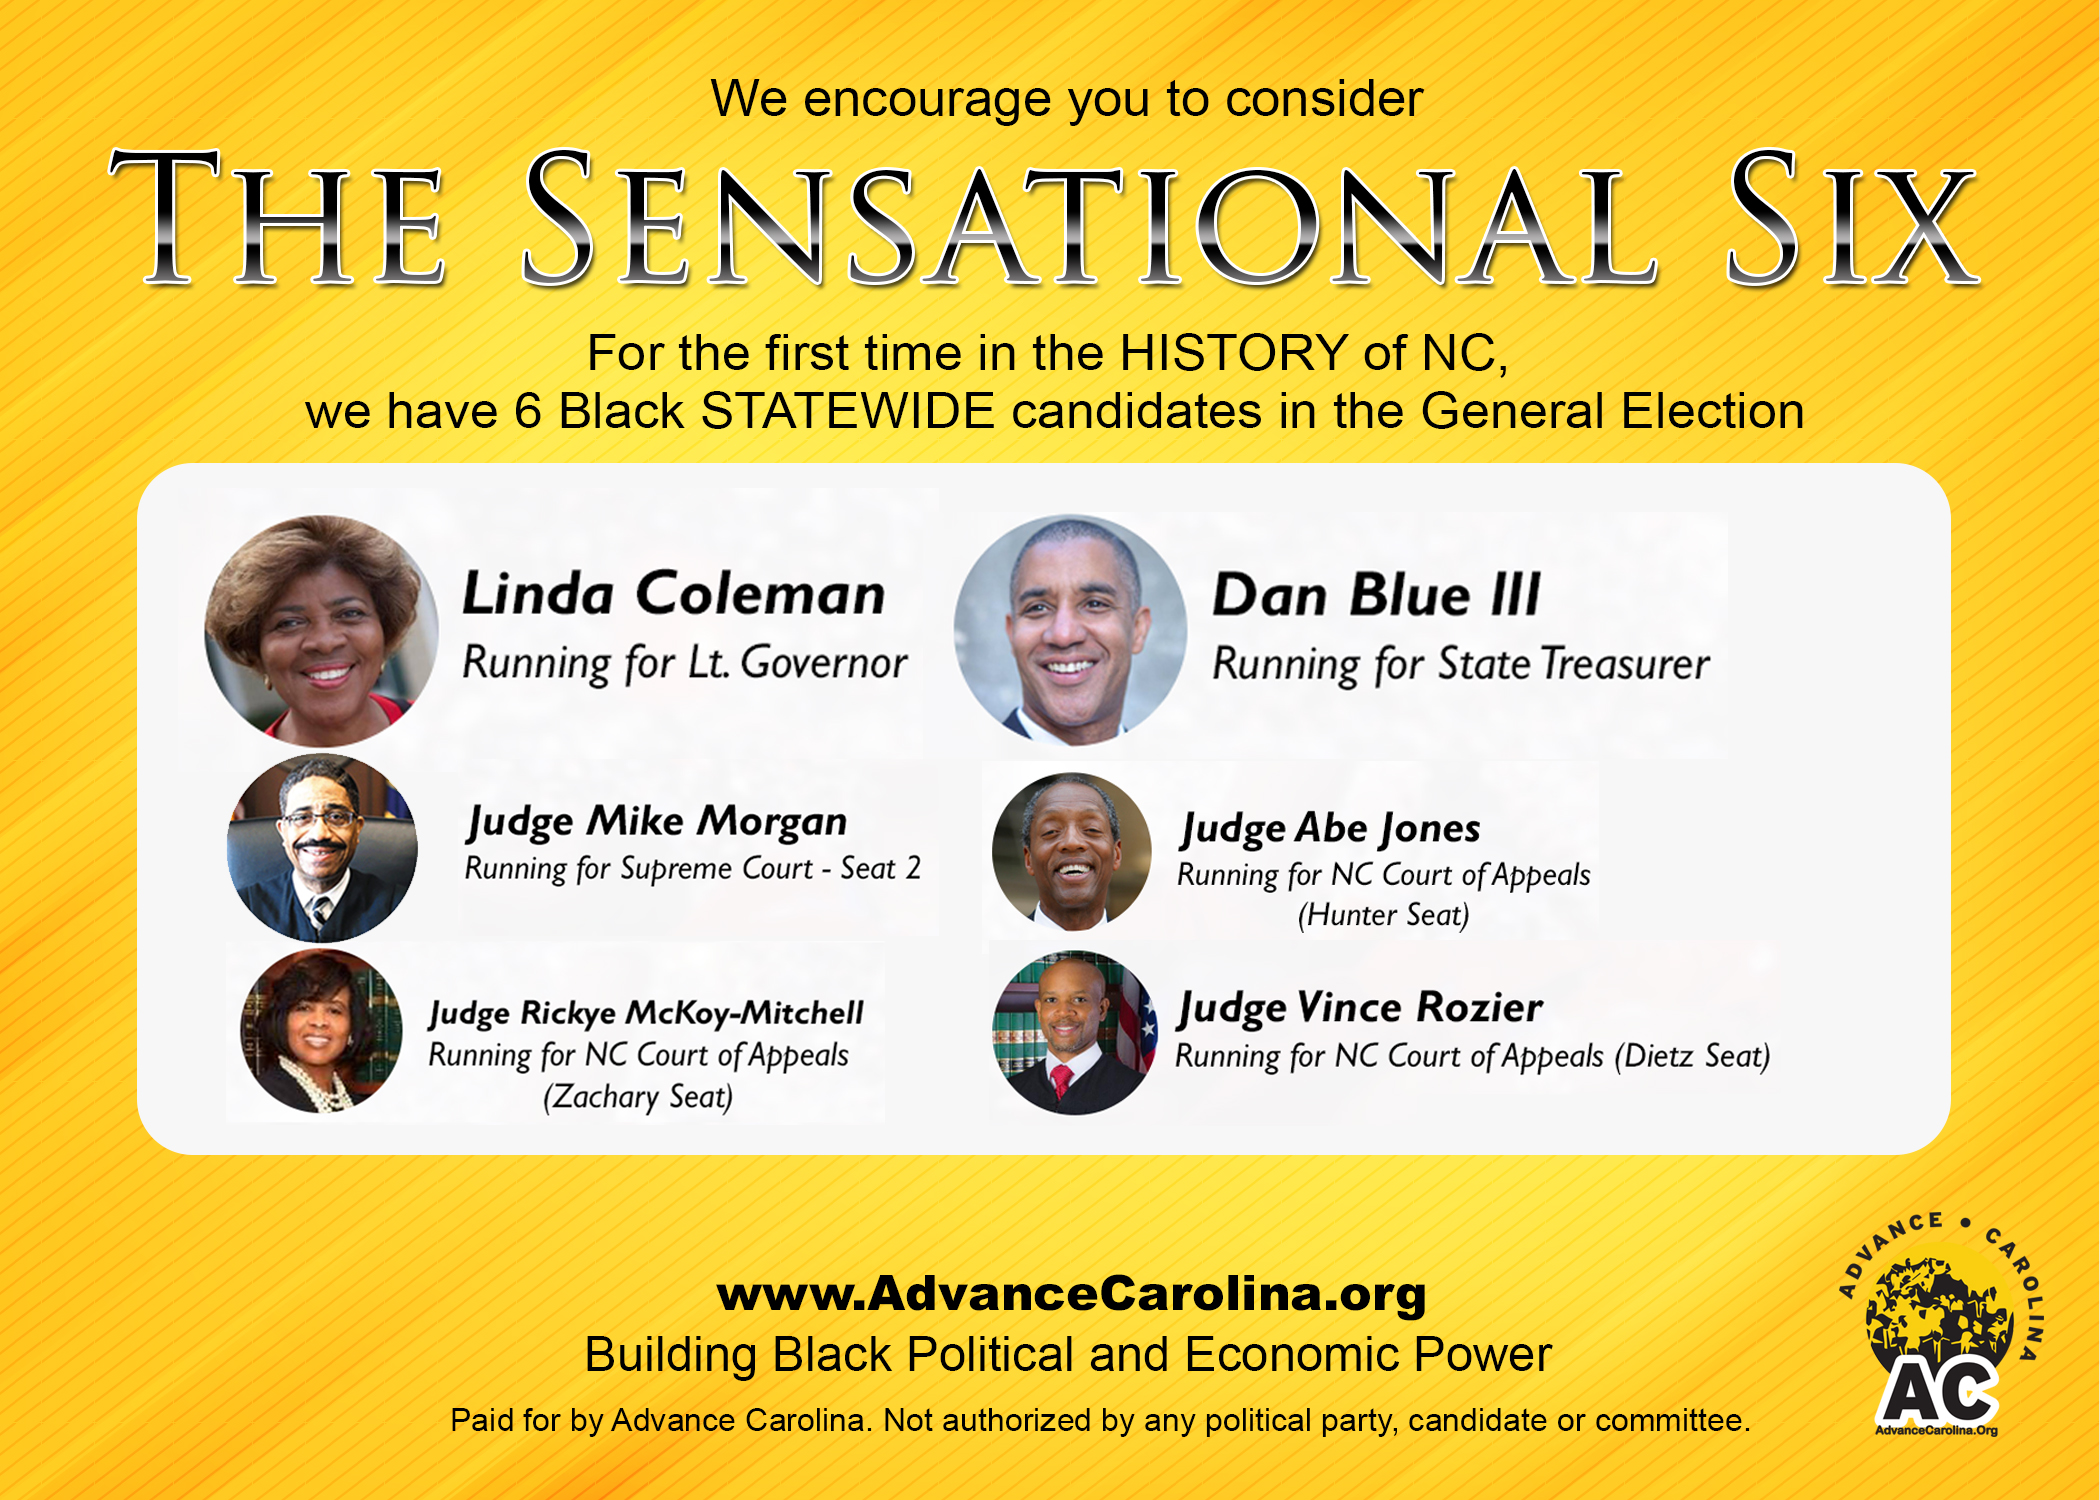 We encourage you to consider
THE SENSATIONAL SIX
For the first time in the HISTORY of NC,
we have 6 Black STATEWIDE candidates in the General Election
Linda Coleman
Running for Lt. Governor
Dan Blue III
Running for State Treasurer
Judge Mike Morgan
Running for Supreme Court - Seat 2
Judge Abe Jones
Running for NC Court of Appeals
(Hunter Seat)
Judge Rickye McKoy-Mitchell
Running for NC Court of Appeals
(Zachary Seat)
Judge Vince Rozier
Running for NC Court of Appeals (Dietz Seat)
www.AdvanceCarolina.org
Building Black Political and Economic Power
Paid for by Advance Carolina. Not authorized by any political party, candidate or committee.
ADVANCE • CAROLINA
AC
AdvanceCarolina.Org